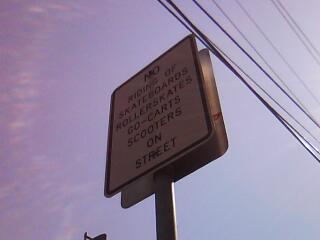 NO
RIDING OF
SKATEBOARDS
ROLLERSKATES
GO-CARTS
SCOOTERS
ON
STREET